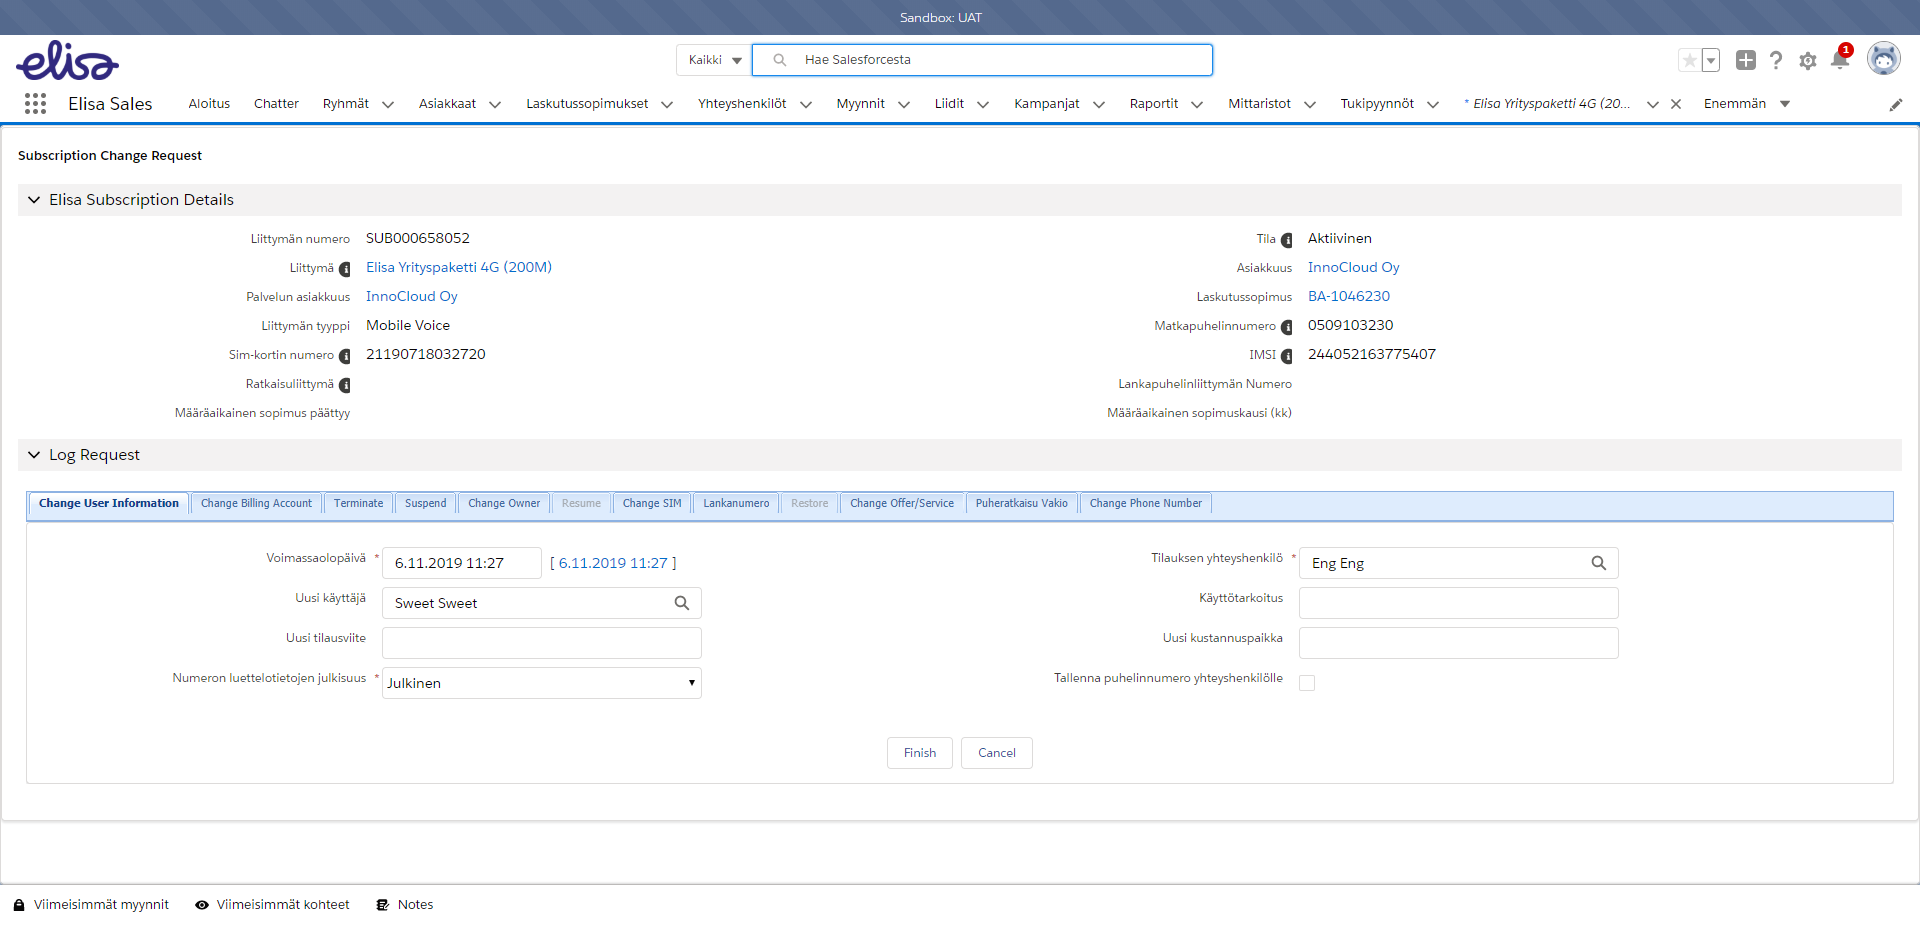 Sandbox: UAT
elisa
Kaikki
Hae Salesforcesta
1
Elisa Sales
Aloitus
Chatter
Ryhmät
Asiakkaat
Laskutussopimukset
Yhteyshenkilöt
Myynnit
Liidit
Kampanjat
Raportit
Mittaristot
Tukipyynnöt
* Elisa Yrityspaketti 4G (20...
Enemmän
Subscription Change Request
Elisa Subscription Details
Liittymän numero SUB000658052
Tila Aktiivinen
Liittymä Elisa Yrityspaketti 4G (200M)
Asiakkuus InnoCloud Oy
Palvelun asiakkuus InnoCloud Oy
Laskutussopimus BA-1046230
Liittymän tyyppi Mobile Voice
Matkapuhelinnumero 0509103230
Sim-kortin numero 21190718032720
IMSI 244052163775407
Ratkaisuliittymä
Lankapuhelinliittymän Numero
Määräaikainen sopimus päättyy
Määräaikainen sopimuskausi (kk)
Log Request
Change User Information
Change Billing Account
Terminate
Suspend
Change Owner
Resume
Change SIM
Lankanumero
Restore
Change Offer/Service
Puheratkaisu Vakio
Change Phone Number
Voimassaolopäivä * 6.11.2019 11:27 [ 6.11.2019 11:27 ]
Tilauksen yhteyshenkilö * Eng Eng
Uusi käyttäjä Sweet Sweet
Käyttötarkoitus
Uusi tilausviite
Uusi kustannuspaikka
Numeron luettelotietojen julkisuus * Julkinen
Tallenna puhelinnumero yhteyshenkilölle
Finish
Cancel
Viimeisimmät myynnit
Viimeisimmät kohteet
Notes